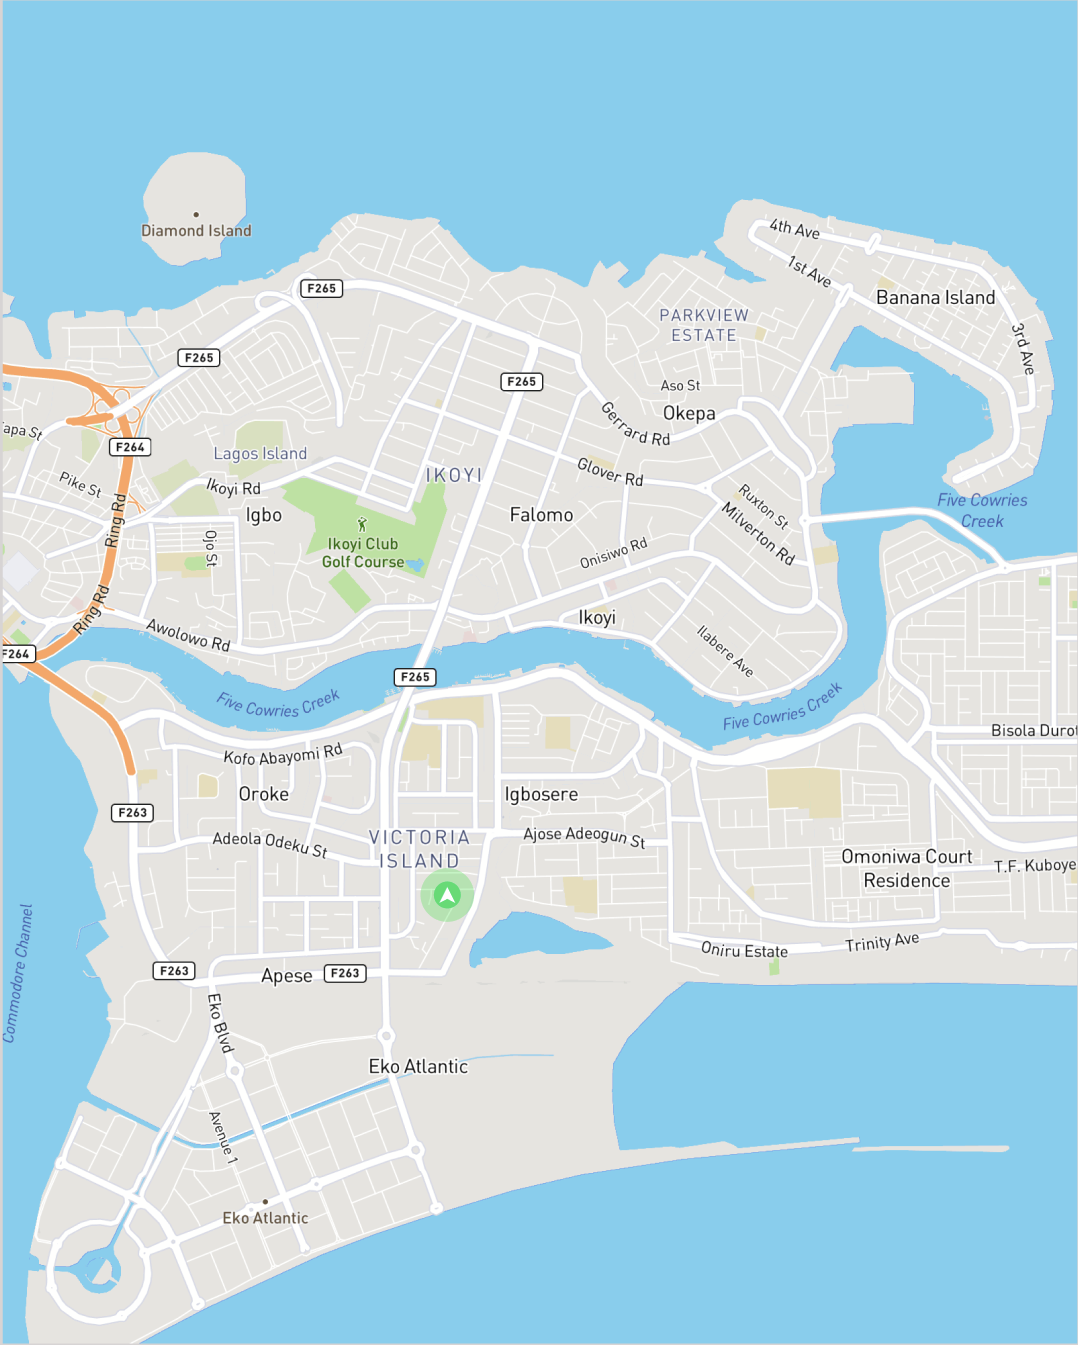 Diamond Island
4th Ave
1st Ave
F265
Banana Island
PARKVIEW
ESTATE
3rd Ave
F265
F265
Aso St
Okepa
Gerrard Rd
apa St
F264
Lagos Island
Pike St
Ikoyi Rd
IKOYI
Glover Rd
Five Cowries
Creek
Ring Rd
Igbo
Ikoyi Club
Golf Course
Falomo
Ruxton St
Milverton Rd
Ojo St
Onisiwo Rd
Ring Rd
Awolowo Rd
Ikoyi
Ilabere Ave
F264
F265
Five Cowries Creek
Five Cowries Creek
Bisola Durot
Kofo Abayomi Rd
Oroke
Igbosere
F263
Adeola Odeku St
VICTORIA
ISLAND
Ajose Adeogun St
Omoniwa Court
Residence
T.F. Kuboye
Commodore Channel
Oniru Estate
Trinity Ave
F263
Apese
F263
Eko Blvd
Eko Atlantic
Avenue 1
Eko Atlantic